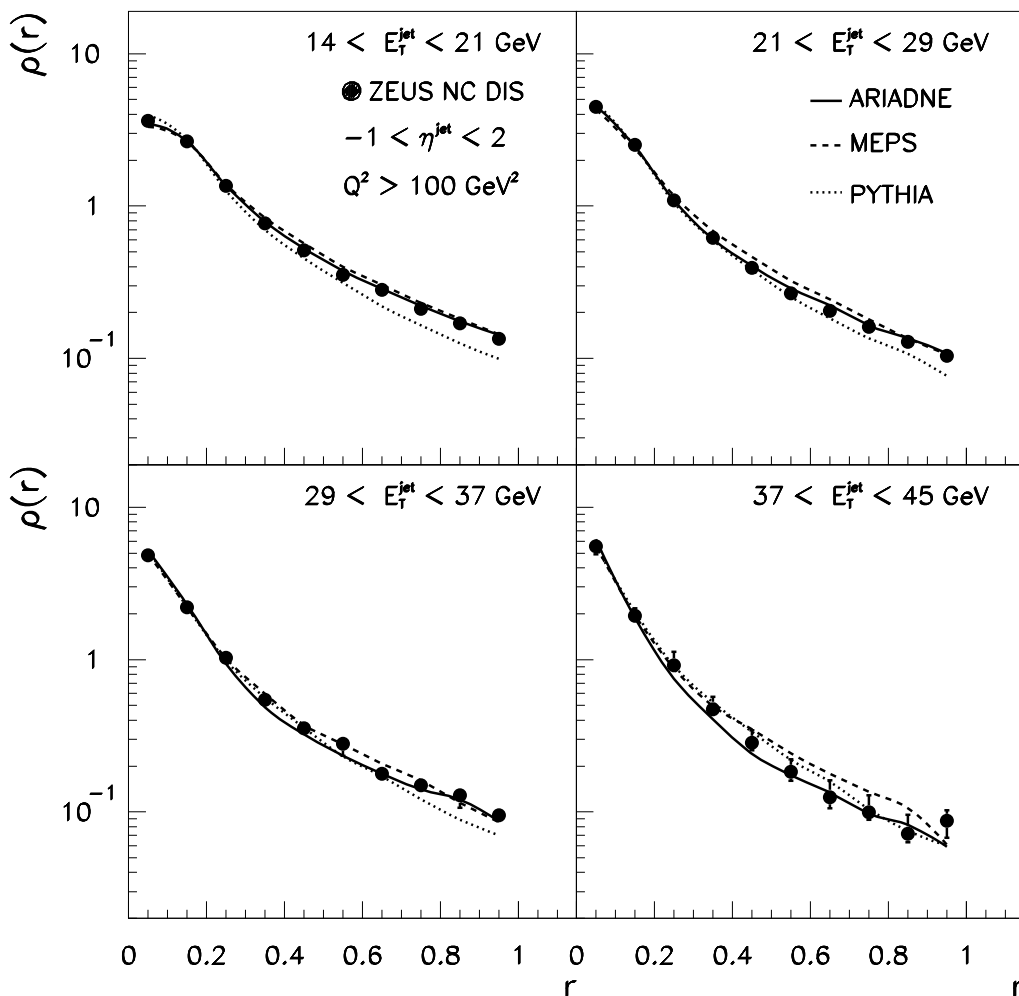 ρ(r)
10
1
10⁻¹
14 < E_T^jet < 21 GeV
ZEUS NC DIS
−1 < η^jet < 2
Q² > 100 GeV²
21 < E_T^jet < 29 GeV
ARIADNE
MEPS
PYTHIA
ρ(r)
10
1
10⁻¹
29 < E_T^jet < 37 GeV
37 < E_T^jet < 45 GeV
0 0.2 0.4 0.6 0.8 1
0 0.2 0.4 0.6 0.8 1
r
r